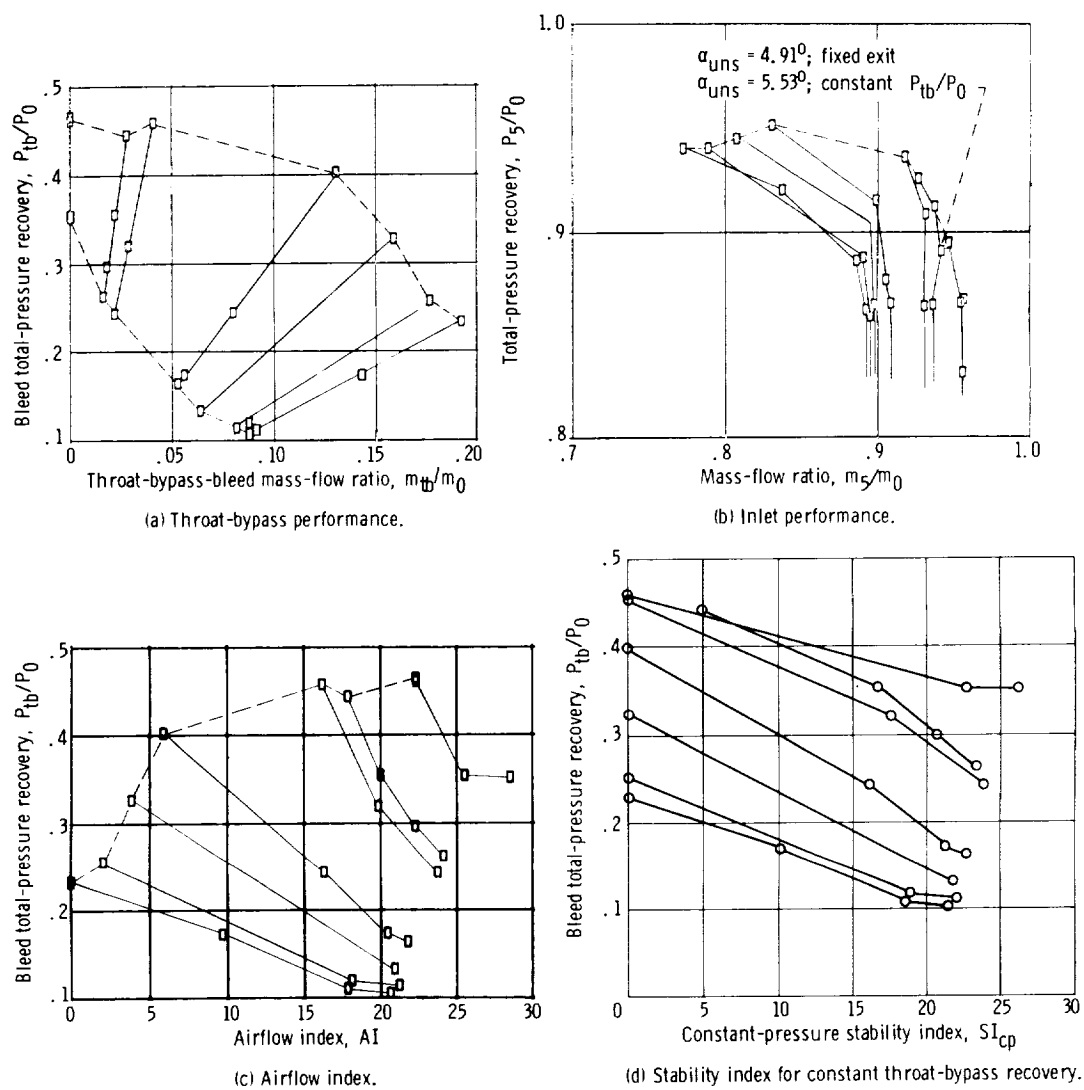 .5
.4
.3
.2
.1
0 .05 .10 .15 .20
Bleed total-pressure recovery, P_tb/P_0
Throat-bypass-bleed mass-flow ratio, m_tb/m_0
(a) Throat-bypass performance.
1.0
.9
.8
.7 .8 .9 1.0
α_uns = 4.91⁰; fixed exit
α_uns = 5.53⁰; constant P_tb/P_0
Total-pressure recovery, P_5/P_0
Mass-flow ratio, m_5/m_0
(b) Inlet performance.
.5
.4
.3
.2
.1
0 5 10 15 20 25 30
Bleed total-pressure recovery, P_tb/P_0
Airflow index, AI
(c) Airflow index.
.5
.4
.3
.2
.1
0 5 10 15 20 25 30
Bleed total-pressure recovery, P_tb/P_0
Constant-pressure stability index, SI_cp
(d) Stability index for constant throat-bypass recovery.